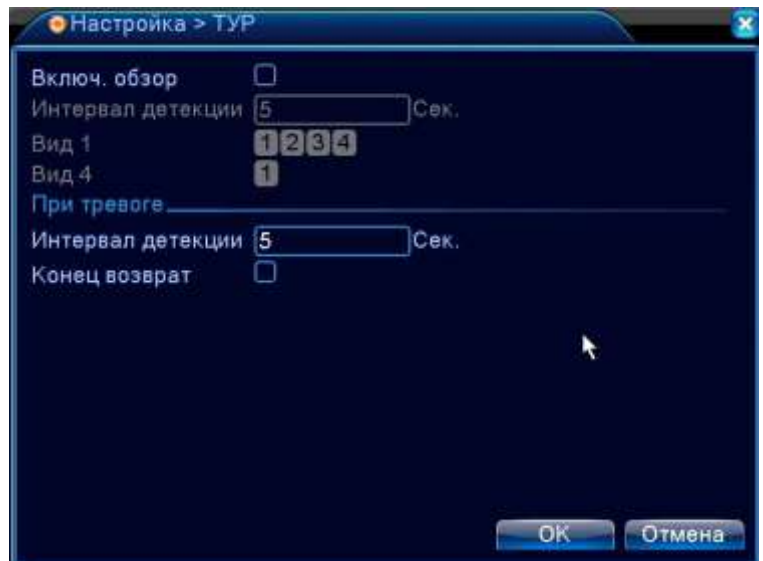 Настройка > ТУР
Включ. обзор
Интервал детекции 5 Сек.
Вид 1 1 2 3 4
Вид 4 1
При тревоге
Интервал детекции 5 Сек.
Конец возврат
OK Отмена